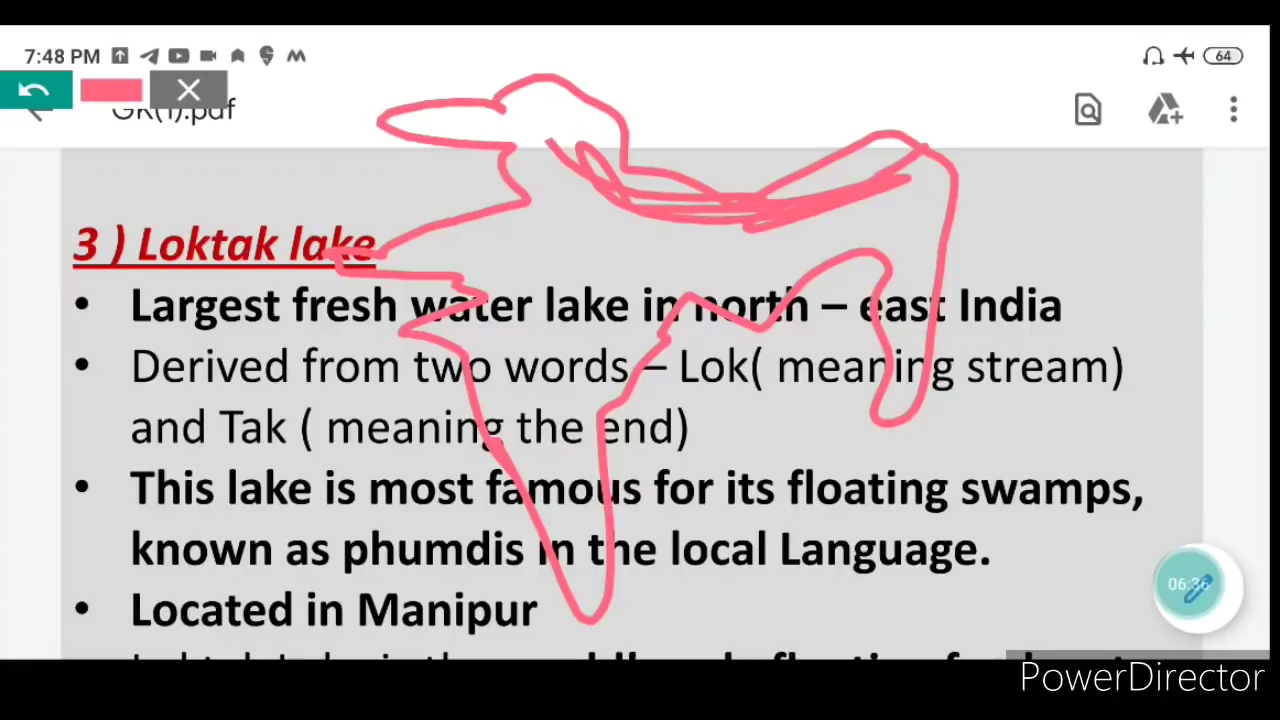 7:48 PM
64
GK(1).pdf
3 ) Loktak lake
• Largest fresh water lake in north – east India
• Derived from two words – Lok( meaning stream)
and Tak ( meaning the end)
• This lake is most famous for its floating swamps,
known as phumdis in the local Language.
• Located in Manipur
06:36
PowerDirector